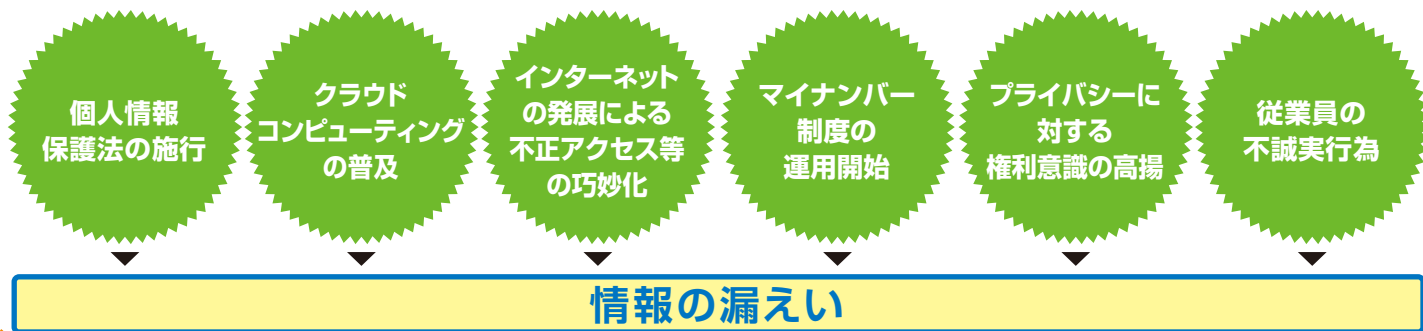 個人情報
保護法の施行
クラウド
コンピューティング
の普及
インターネット
の発展による
不正アクセス等
の巧妙化
マイナンバー
制度の
運用開始
プライバシーに
対する
権利意識の高揚
従業員の
不誠実行為
情報の漏えい